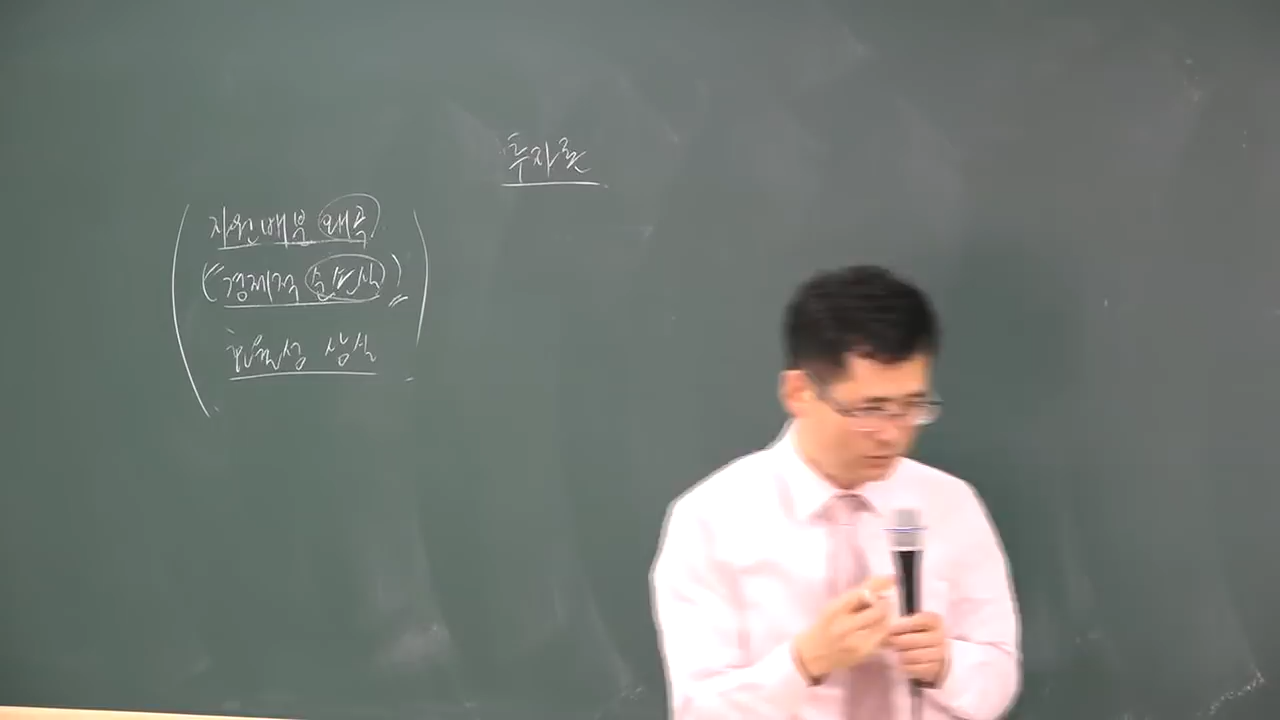 투자론
자원배분 왜곡
(경제적 순손실)
효율성 상실